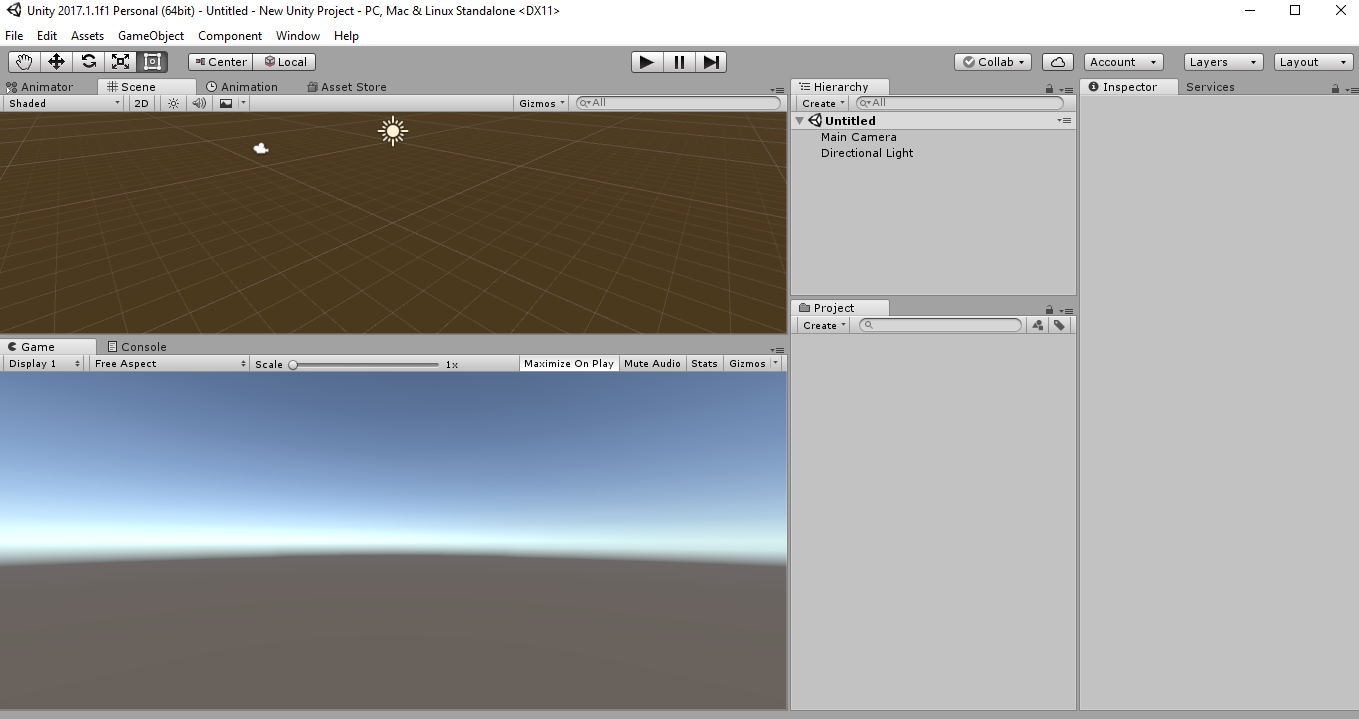 Unity 2017.1.1f1 Personal (64bit) - Untitled - New Unity Project - PC, Mac & Linux Standalone <DX11>
File Edit Assets GameObject Component Window Help
Center Local Collab Account Layers Layout
Animator Scene Animation Asset Store
Shaded 2D Gizmos All
Hierarchy
Create All
Untitled
Main Camera
Directional Light
Inspector Services
Project
Create
Game Console
Display 1 Free Aspect Scale 1x Maximize On Play Mute Audio Stats Gizmos